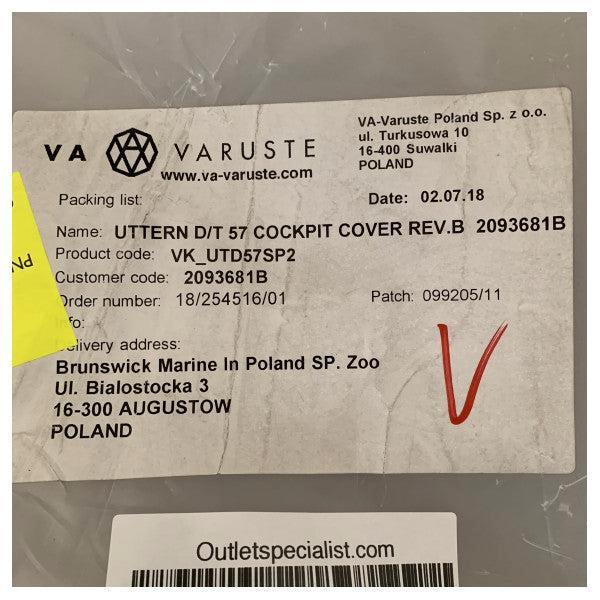 VA VARUSTE
www.va-varuste.com
VA-Varuste Poland Sp. z o.o.
ul. Turkusowa 10
16-400 Suwalki
POLAND
Packing list:
Date: 02.07.18
Name: UTTERN D/T 57 COCKPIT COVER REV.B 2093681B
Product code: VK_UTD57SP2
Customer code: 2093681B
Order number: 18/254516/01
Patch: 099205/11
Info:
Delivery address:
Brunswick Marine In Poland SP. Zoo
Ul. Bialostocka 3
16-300 AUGUSTOW
POLAND
V
PN
Outletspecialist.com